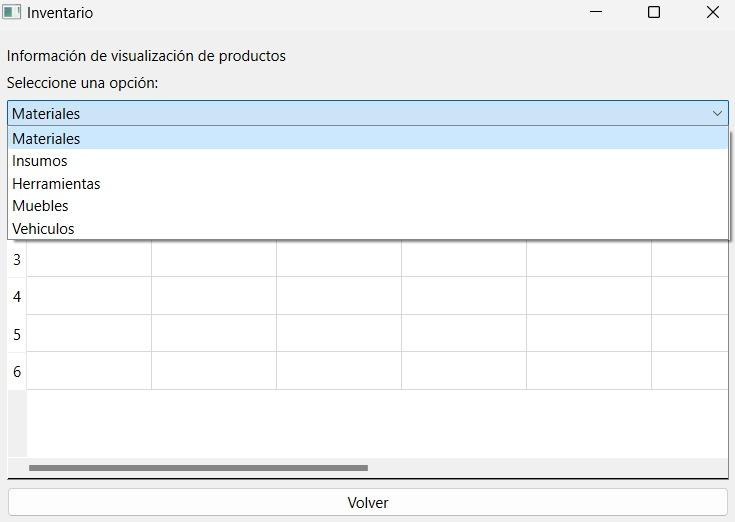 Inventario
Información de visualización de productos
Seleccione una opción:
Materiales
Materiales
Insumos
Herramientas
Muebles
Vehiculos
3
4
5
6
Volver